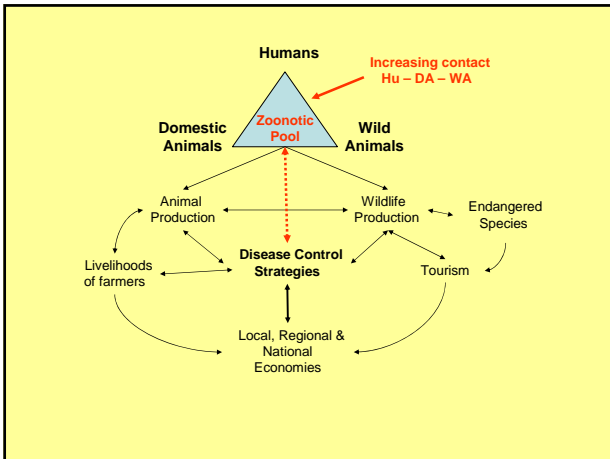 Humans
Increasing contact
Hu – DA – WA
Domestic
Animals
Zoonotic
Pool
Wild
Animals
Animal
Production
Wildlife
Production
Endangered
Species
Livelihoods
of farmers
Disease Control
Strategies
Tourism
Local, Regional &
National
Economies